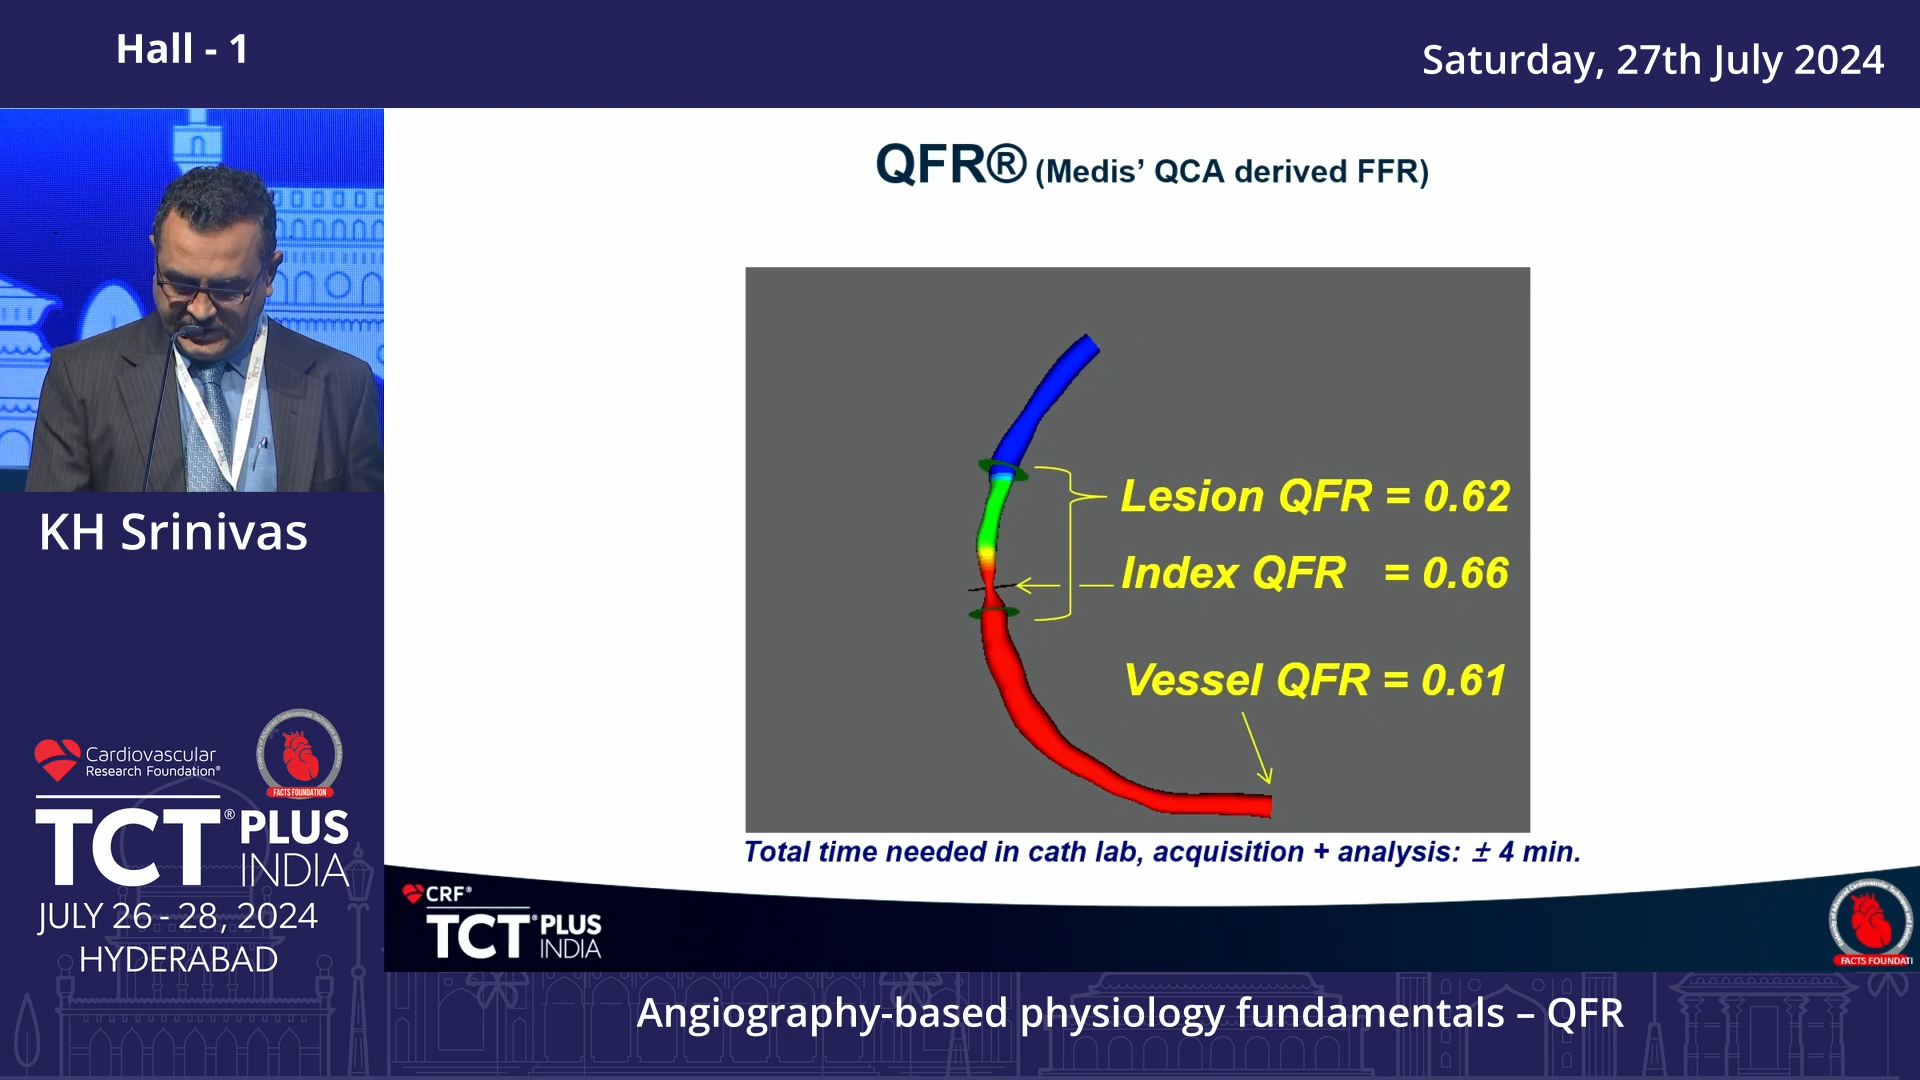 Hall - 1
Saturday, 27th July 2024
QFR® (Medis’ QCA derived FFR)
Lesion QFR = 0.62
Index QFR = 0.66
Vessel QFR = 0.61
Total time needed in cath lab, acquisition + analysis: ± 4 min.
KH Srinivas
Cardiovascular
Research Foundation®
FACTS FOUNDATION
TCT® PLUS
INDIA
JULY 26 - 28, 2024
HYDERABAD
CRF®
TCT® PLUS
INDIA
FACTS FOUNDATI
Angiography-based physiology fundamentals – QFR